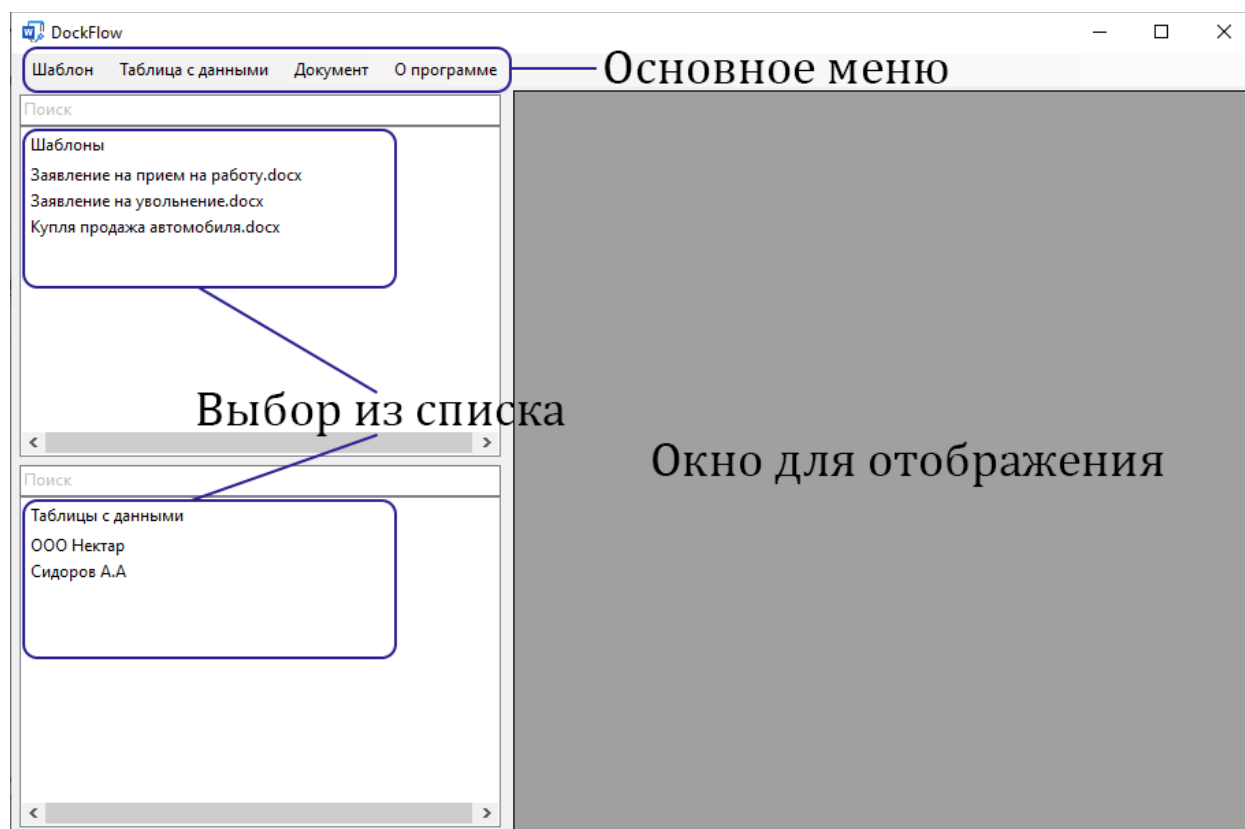 DockFlow
Шаблон Таблица с данными Документ О программе
Основное меню
Поиск
Шаблоны
Заявление на прием на работу.docx
Заявление на увольнение.docx
Купля продажа автомобиля.docx
Выбор из списка
Окно для отображения
Поиск
Таблицы с данными
ООО Нектар
Сидоров А.А